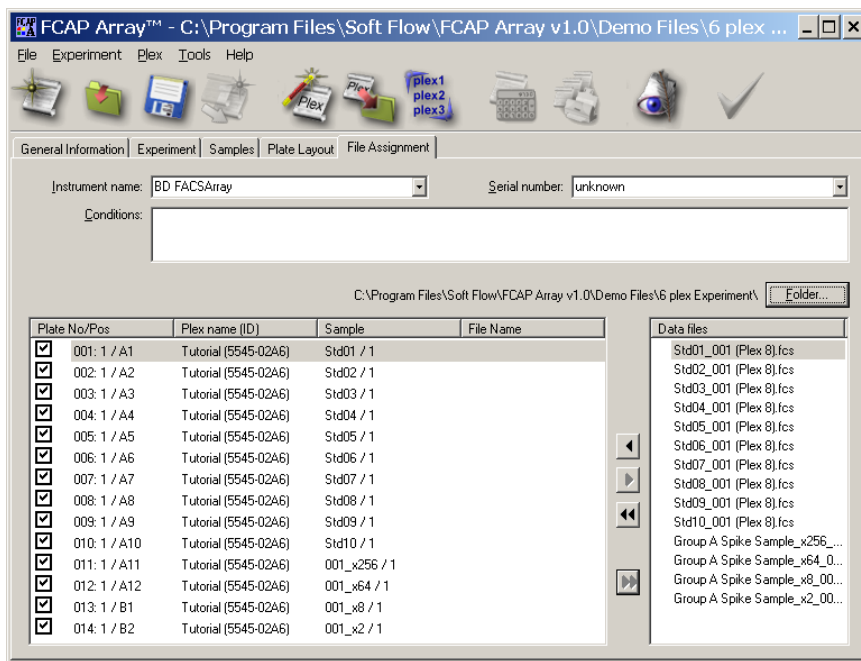 FCAP Array™ - C:\Program Files\Soft Flow\FCAP Array v1.0\Demo Files\6 plex ...
File Experiment Plex Tools Help
Plex
Plex
plex1
plex2
plex3
General Information Experiment Samples Plate Layout File Assignment
Instrument name: BD FACSArray Serial number: unknown
Conditions:
C:\Program Files\Soft Flow\FCAP Array v1.0\Demo Files\6 plex Experiment\ Folder...
Plate No/Pos Plex name (ID) Sample File Name Data files
001: 1 / A1 Tutorial (5545-02A6) Std01 / 1 Std01_001 (Plex 8).fcs
002: 1 / A2 Tutorial (5545-02A6) Std02 / 1 Std02_001 (Plex 8).fcs
003: 1 / A3 Tutorial (5545-02A6) Std03 / 1 Std03_001 (Plex 8).fcs
004: 1 / A4 Tutorial (5545-02A6) Std04 / 1 Std04_001 (Plex 8).fcs
005: 1 / A5 Tutorial (5545-02A6) Std05 / 1 Std05_001 (Plex 8).fcs
006: 1 / A6 Tutorial (5545-02A6) Std06 / 1 Std06_001 (Plex 8).fcs
007: 1 / A7 Tutorial (5545-02A6) Std07 / 1 Std07_001 (Plex 8).fcs
008: 1 / A8 Tutorial (5545-02A6) Std08 / 1 Std08_001 (Plex 8).fcs
009: 1 / A9 Tutorial (5545-02A6) Std09 / 1 Std09_001 (Plex 8).fcs
010: 1 / A10 Tutorial (5545-02A6) Std10 / 1 Std10_001 (Plex 8).fcs
011: 1 / A11 Tutorial (5545-02A6) 001_x256 / 1 Group A Spike Sample_x256_...
012: 1 / A12 Tutorial (5545-02A6) 001_x64 / 1 Group A Spike Sample_x64_0...
013: 1 / B1 Tutorial (5545-02A6) 001_x8 / 1 Group A Spike Sample_x8_00...
014: 1 / B2 Tutorial (5545-02A6) 001_x2 / 1 Group A Spike Sample_x2_00...